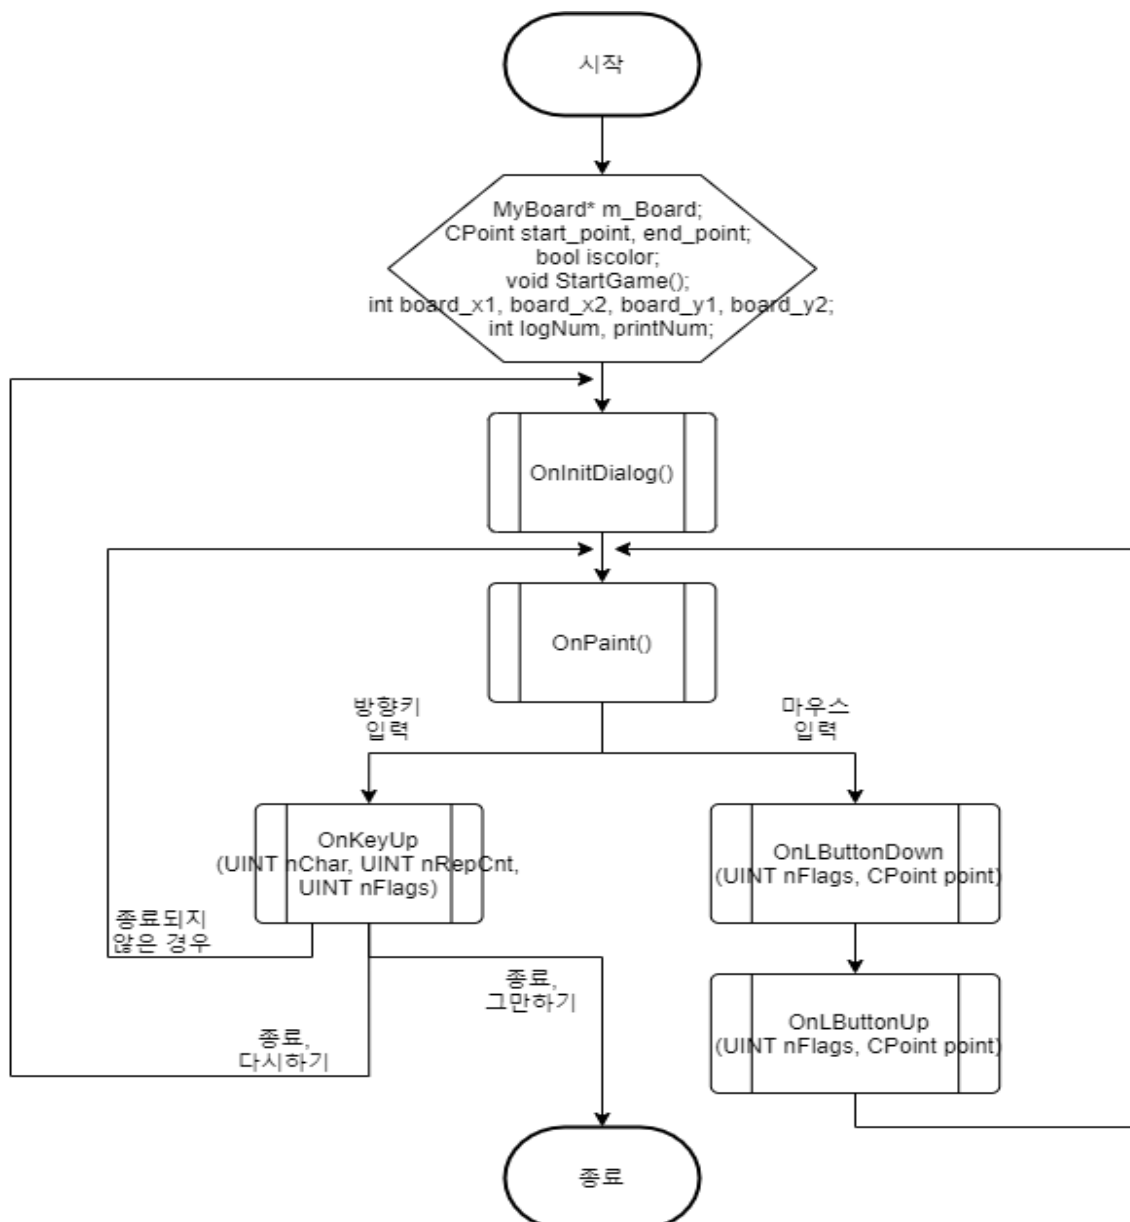 시작
MyBoard* m_Board;
CPoint start_point, end_point;
bool iscolor;
void StartGame();
int board_x1, board_x2, board_y1, board_y2;
int logNum, printNum;
OnInitDialog()
OnPaint()
방향키
입력
마우스
입력
OnKeyUp
(UINT nChar, UINT nRepCnt,
UINT nFlags)
OnLButtonDown
(UINT nFlags, CPoint point)
종료되지
않은 경우
종료,
그만하기
종료,
다시하기
OnLButtonUp
(UINT nFlags, CPoint point)
종료